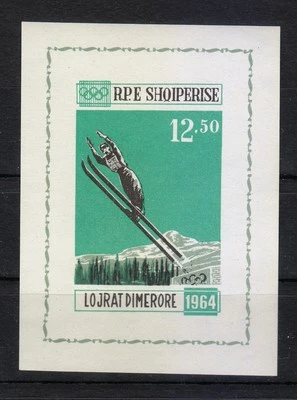 R.P.E SHQIPERISE
12.50
LOJRAT DIMERORE 1964